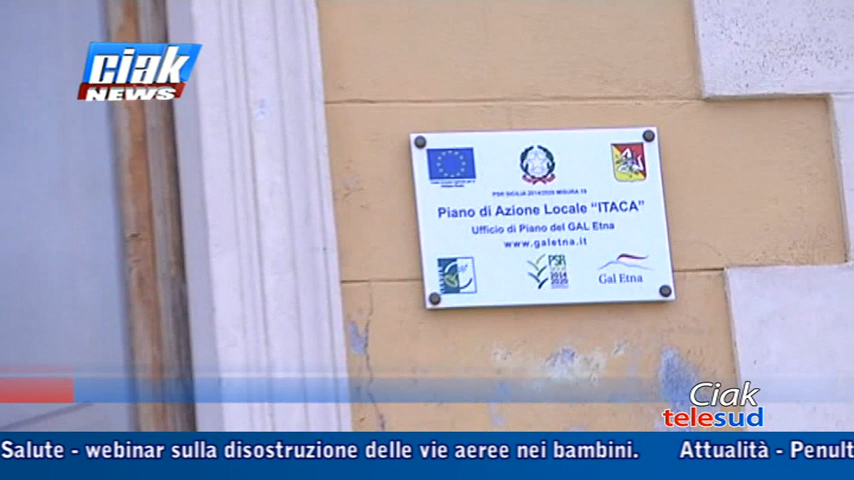 ciak
NEWS
PSR SICILIA 2014/2020 MISURA 19
Piano di Azione Locale "ITACA"
Ufficio di Piano del GAL Etna
www.galetna.it
PSR
2014
2020
Gal Etna
Ciak
telesud
Salute - webinar sulla disostruzione delle vie aeree nei bambini. Attualità - Penult